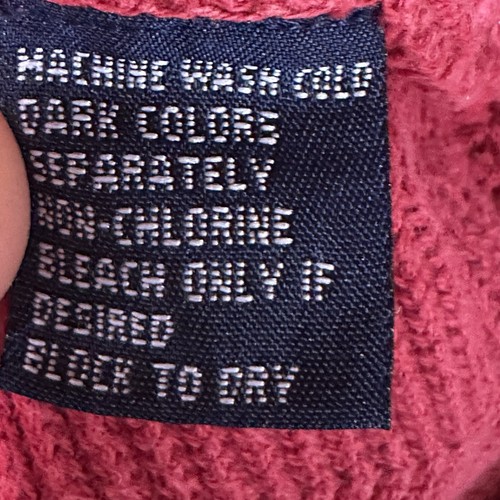 MACHINE WASH COLD
DARK COLORS
SEPARATELY
NON-CHLORINE
BLEACH ONLY IF
DESIRED
BLOCK TO DRY